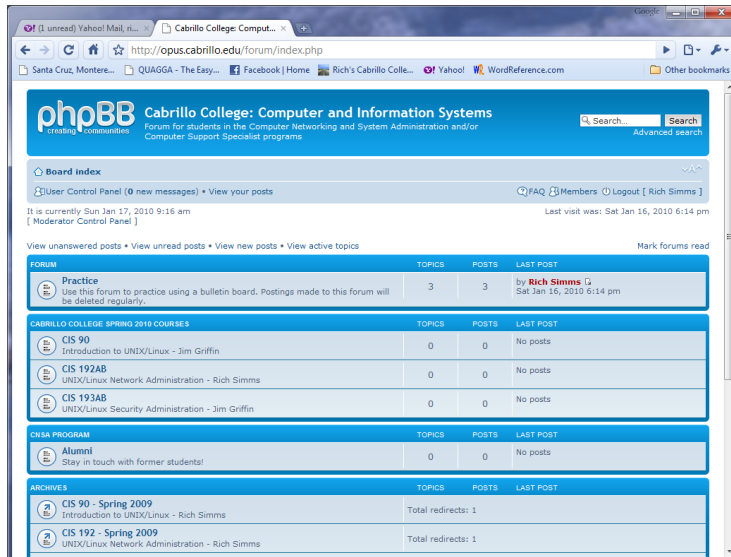 Google
(1 unread) Yahoo! Mail, ri...
Cabrillo College: Comput...
http://opus.cabrillo.edu/forum/index.php
Santa Cruz, Montere...
QUAGGA - The Easy...
Facebook | Home
Rich's Cabrillo Colle...
Yahoo!
WordReference.com
Other bookmarks
phpBB
creating communities
Cabrillo College: Computer and Information Systems
Forum for students in the Computer Networking and System Administration and/or
Computer Support Specialist programs
Search... Search
Advanced search
Board index
User Control Panel (0 new messages) • View your posts
FAQ Members Logout [ Rich Simms ]
It is currently Sun Jan 17, 2010 9:16 am
[ Moderator Control Panel ]
Last visit was: Sat Jan 16, 2010 6:14 pm
View unanswered posts • View unread posts • View new posts • View active topics
Mark forums read
FORUM TOPICS POSTS LAST POST
Practice
Use this forum to practice using a bulletin board. Postings made to this forum will
be deleted regularly.
3 3
by Rich Simms
Sat Jan 16, 2010 6:14 pm
CABRILLO COLLEGE SPRING 2010 COURSES TOPICS POSTS LAST POST
CIS 90
Introduction to UNIX/Linux - Jim Griffin
0 0 No posts
CIS 192AB
UNIX/Linux Network Administration - Rich Simms
0 0 No posts
CIS 193AB
UNIX/Linux Security Administration - Jim Griffin
0 0 No posts
CNSA PROGRAM TOPICS POSTS LAST POST
Alumni
Stay in touch with former students!
0 0 No posts
ARCHIVES TOPICS POSTS LAST POST
CIS 90 - Spring 2009
Introduction to UNIX/Linux - Rich Simms
Total redirects: 1
CIS 192 - Spring 2009
UNIX/Linux Network Administration - Rich Simms
Total redirects: 1